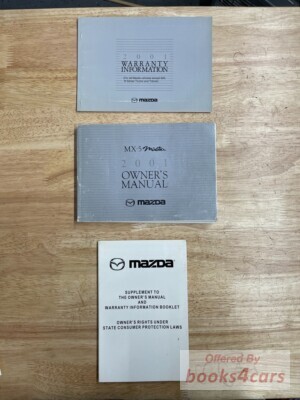 2001
WARRANTY
INFORMATION
mazda
MX-5 Miata
2001
OWNER'S
MANUAL
mazda
mazda
SUPPLEMENT TO
THE OWNER'S MANUAL
AND
WARRANTY INFORMATION BOOKLET
OWNER'S RIGHTS UNDER
STATE CONSUMER PROTECTION LAWS
Offered By
books4cars